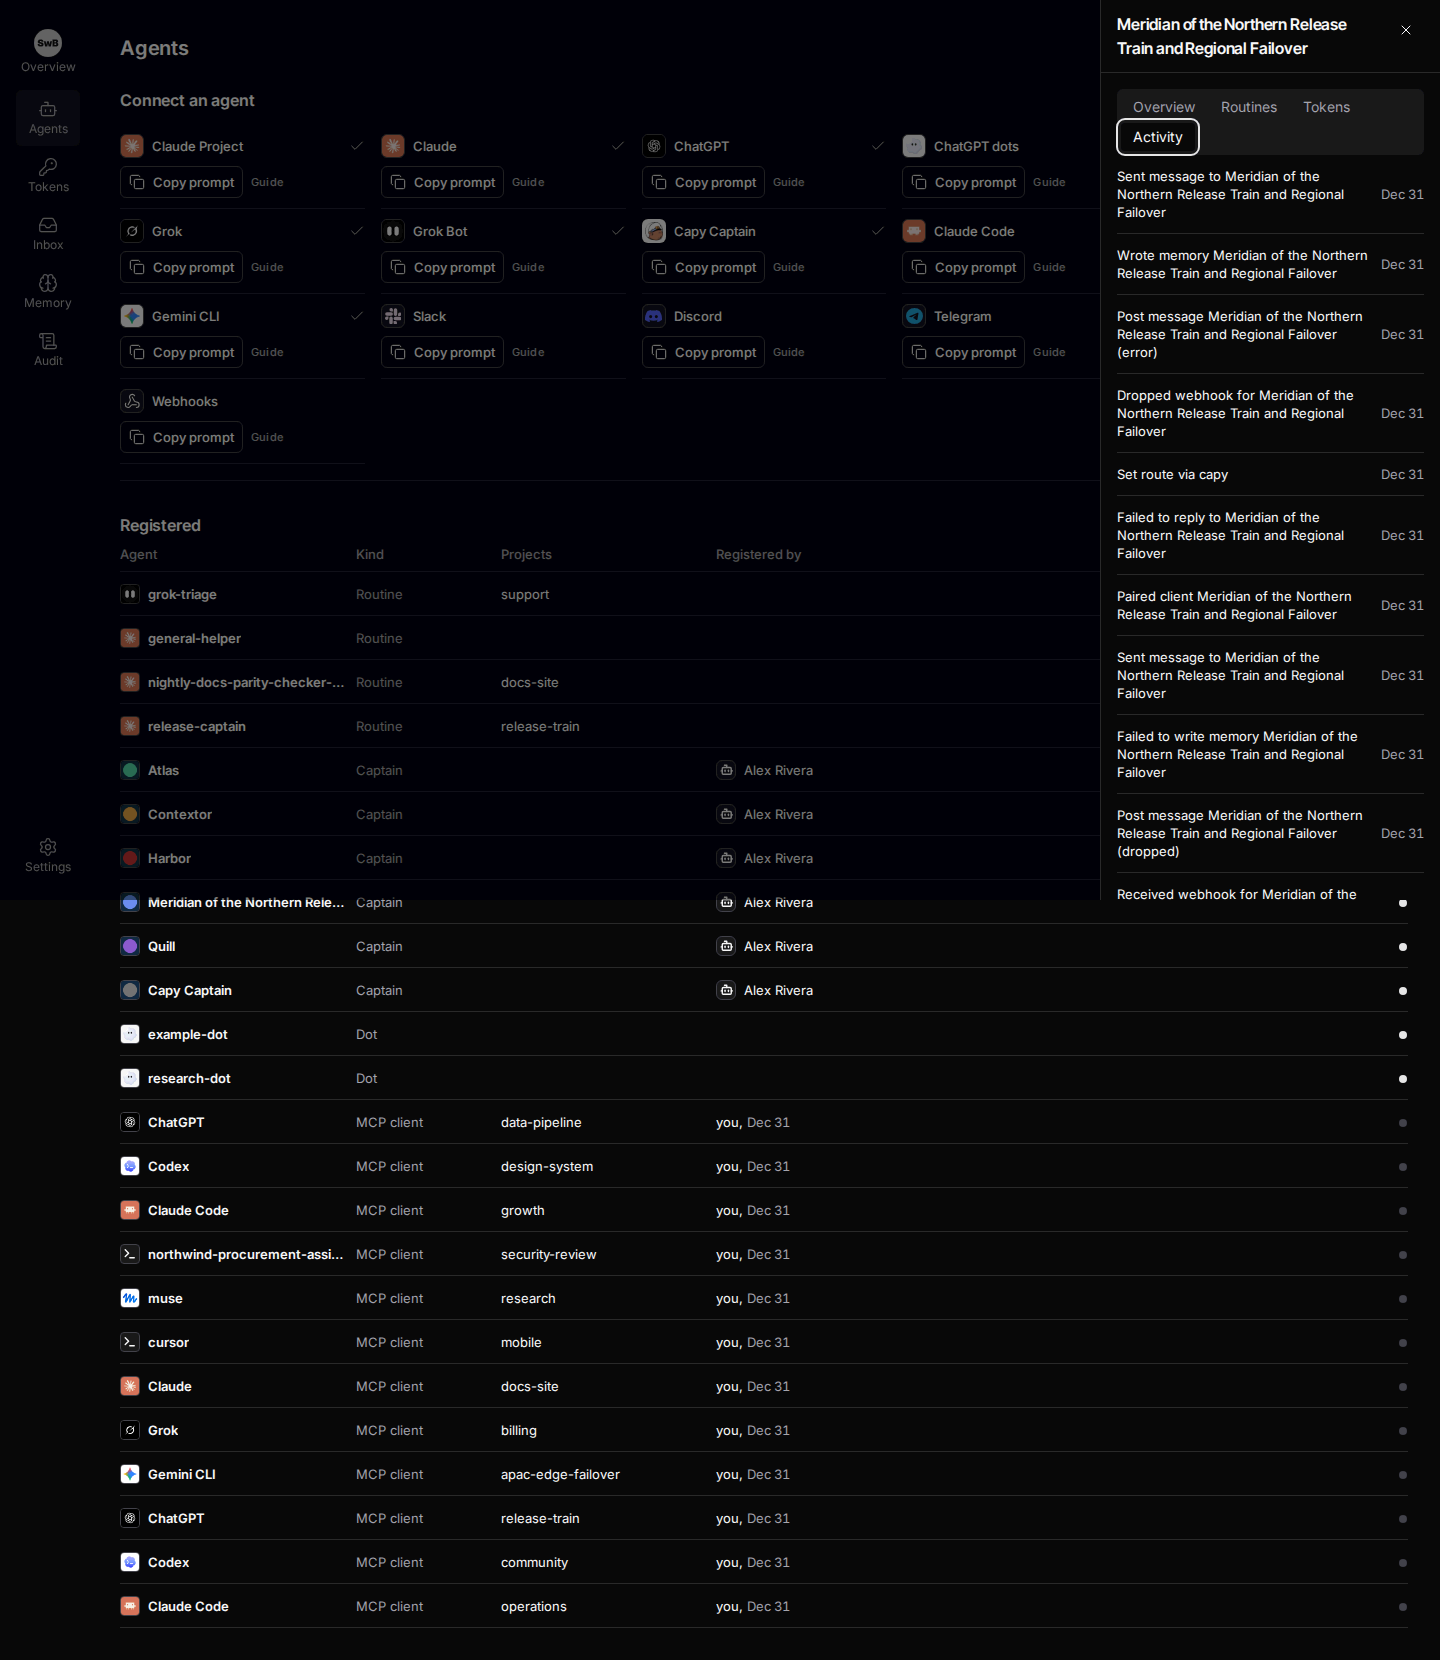 SwB
Overview
Agents
Tokens
Inbox
Memory
Audit
Settings
Agents
Connect an agent
Claude Project
Copy prompt
Guide
Claude
Copy prompt
Guide
ChatGPT
Copy prompt
Guide
ChatGPT dots
Copy prompt
Guide
Grok
Copy prompt
Guide
Grok Bot
Copy prompt
Guide
Capy Captain
Copy prompt
Guide
Claude Code
Copy prompt
Guide
Gemini CLI
Copy prompt
Guide
Slack
Copy prompt
Guide
Discord
Copy prompt
Guide
Telegram
Copy prompt
Guide
Webhooks
Copy prompt
Guide
Registered
Agent Kind Projects Registered by
grok-triage Routine support
general-helper Routine
nightly-docs-parity-checker-... Routine docs-site
release-captain Routine release-train
Atlas Captain Alex Rivera
Contextor Captain Alex Rivera
Harbor Captain Alex Rivera
Meridian of the Northern Rele... Captain Alex Rivera
Quill Captain Alex Rivera
Capy Captain Captain Alex Rivera
example-dot Dot
research-dot Dot
ChatGPT MCP client data-pipeline you, Dec 31
Codex MCP client design-system you, Dec 31
Claude Code MCP client growth you, Dec 31
northwind-procurement-assi... MCP client security-review you, Dec 31
muse MCP client research you, Dec 31
cursor MCP client mobile you, Dec 31
Claude MCP client docs-site you, Dec 31
Grok MCP client billing you, Dec 31
Gemini CLI MCP client apac-edge-failover you, Dec 31
ChatGPT MCP client release-train you, Dec 31
Codex MCP client community you, Dec 31
Claude Code MCP client operations you, Dec 31
Meridian of the Northern Release
Train and Regional Failover
Overview Routines Tokens
Activity
Sent message to Meridian of the
Northern Release Train and Regional Dec 31
Failover
Wrote memory Meridian of the Northern
Release Train and Regional Failover Dec 31
Post message Meridian of the Northern
Release Train and Regional Failover Dec 31
(error)
Dropped webhook for Meridian of the
Northern Release Train and Regional Dec 31
Failover
Set route via capy Dec 31
Failed to reply to Meridian of the
Northern Release Train and Regional Dec 31
Failover
Paired client Meridian of the Northern
Release Train and Regional Failover Dec 31
Sent message to Meridian of the
Northern Release Train and Regional Dec 31
Failover
Failed to write memory Meridian of the
Northern Release Train and Regional Dec 31
Failover
Post message Meridian of the Northern
Release Train and Regional Failover Dec 31
(dropped)
Received webhook for Meridian of the